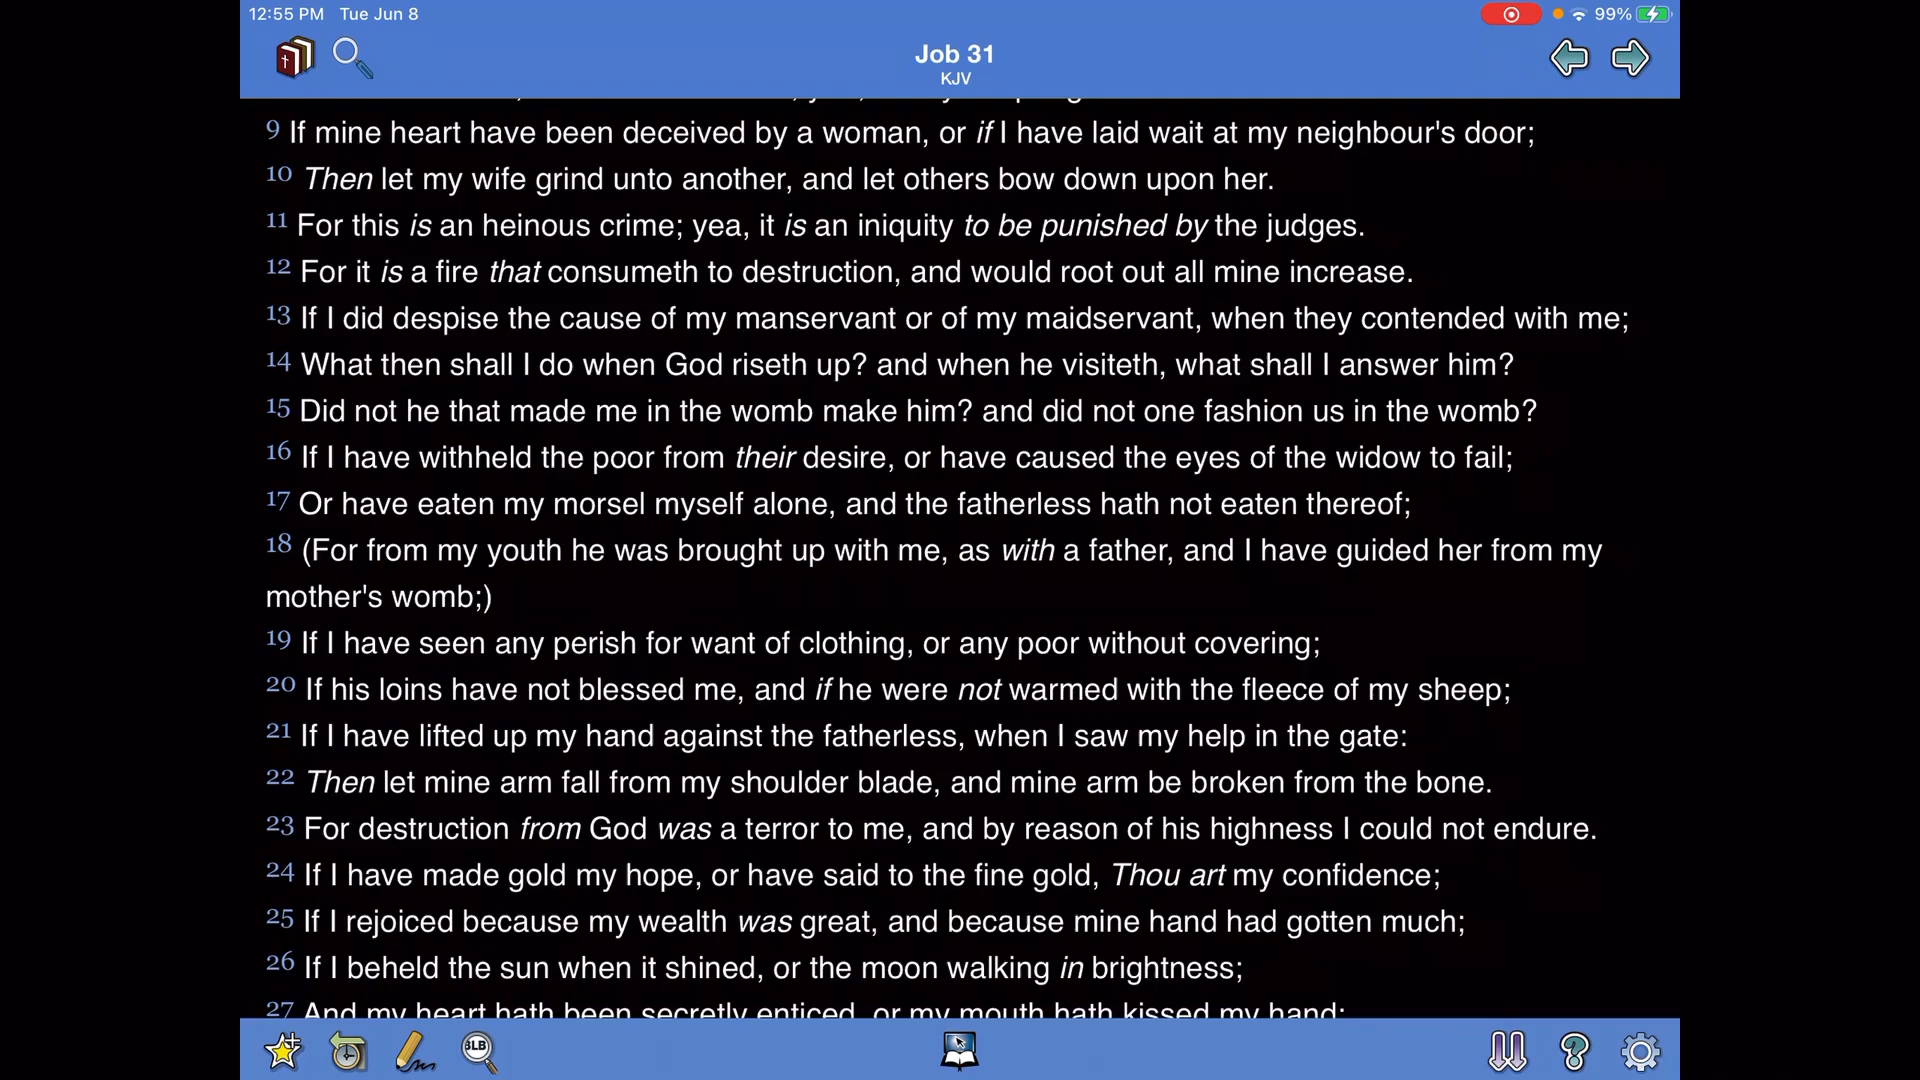 12:55 PM Tue Jun 8
99%
Job 31
KJV
9 If mine heart have been deceived by a woman, or if I have laid wait at my neighbour's door;
10 Then let my wife grind unto another, and let others bow down upon her.
11 For this is an heinous crime; yea, it is an iniquity to be punished by the judges.
12 For it is a fire that consumeth to destruction, and would root out all mine increase.
13 If I did despise the cause of my manservant or of my maidservant, when they contended with me;
14 What then shall I do when God riseth up? and when he visiteth, what shall I answer him?
15 Did not he that made me in the womb make him? and did not one fashion us in the womb?
16 If I have withheld the poor from their desire, or have caused the eyes of the widow to fail;
17 Or have eaten my morsel myself alone, and the fatherless hath not eaten thereof;
18 (For from my youth he was brought up with me, as with a father, and I have guided her from my
mother's womb;)
19 If I have seen any perish for want of clothing, or any poor without covering;
20 If his loins have not blessed me, and if he were not warmed with the fleece of my sheep;
21 If I have lifted up my hand against the fatherless, when I saw my help in the gate:
22 Then let mine arm fall from my shoulder blade, and mine arm be broken from the bone.
23 For destruction from God was a terror to me, and by reason of his highness I could not endure.
24 If I have made gold my hope, or have said to the fine gold, Thou art my confidence;
25 If I rejoiced because my wealth was great, and because mine hand had gotten much;
26 If I beheld the sun when it shined, or the moon walking in brightness;
27 And my heart hath been secretly enticed, or my mouth hath kissed my hand:
BLB